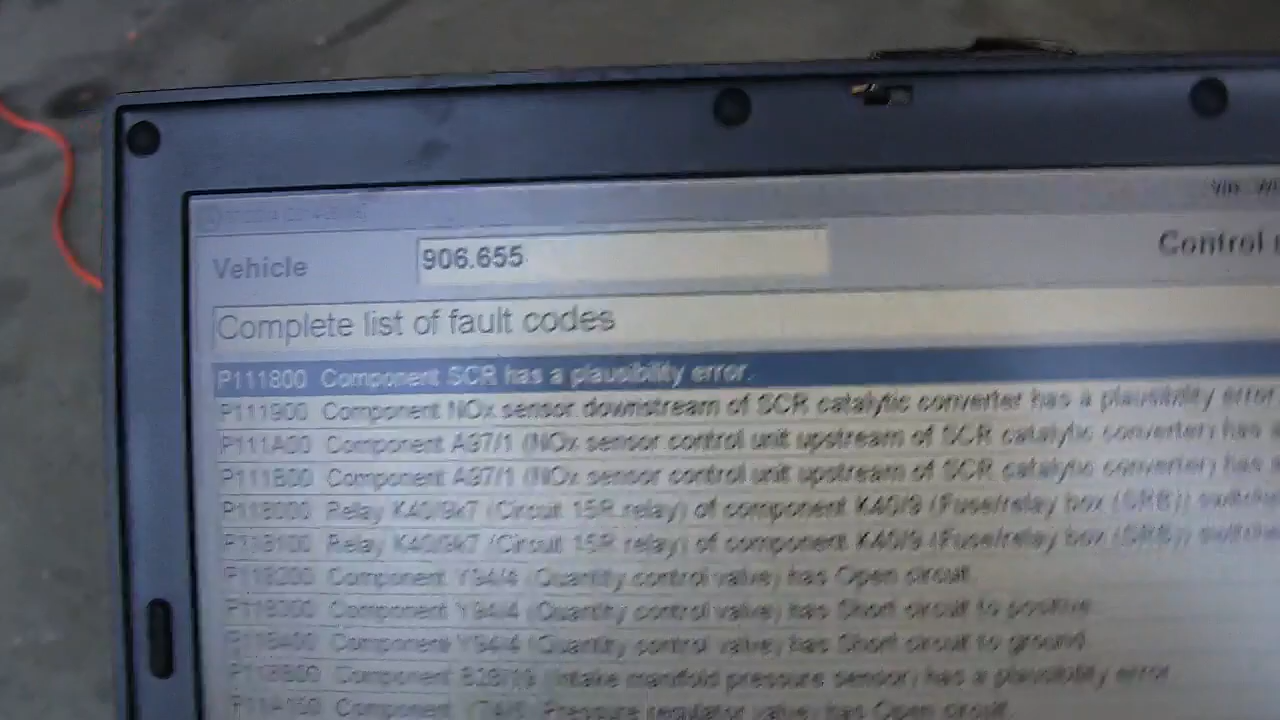 Vehicle 906.655 Control
Complete list of fault codes
P111800 Component SCR has a plausibility error.
P111900 Component NOx sensor downstream of SCR catalytic converter has a plausibility error
P111A00 Component A97/1 (NOx sensor control unit upstream of SCR catalytic converter) has a
P111B00 Component A97/1 (NOx sensor control unit upstream of SCR catalytic converter) has a
Relay K40/9k7 (Circuit 15R relay) of component K40/9 (Fuse/relay box (SRB))
Relay K40/9k7 (Circuit 15R relay) of component K40/9 (Fuse/relay box (SRB))
Component Y94/4 (Quantity control valve) has Open circuit.
Component Y94/4 (Quantity control valve) has Short circuit to positive
Component Y94/4 (Quantity control valve) has Short circuit to ground
Component (Intake manifold pressure sensor) has a plausibility error
Pressure regulator valve) has Open circuit.